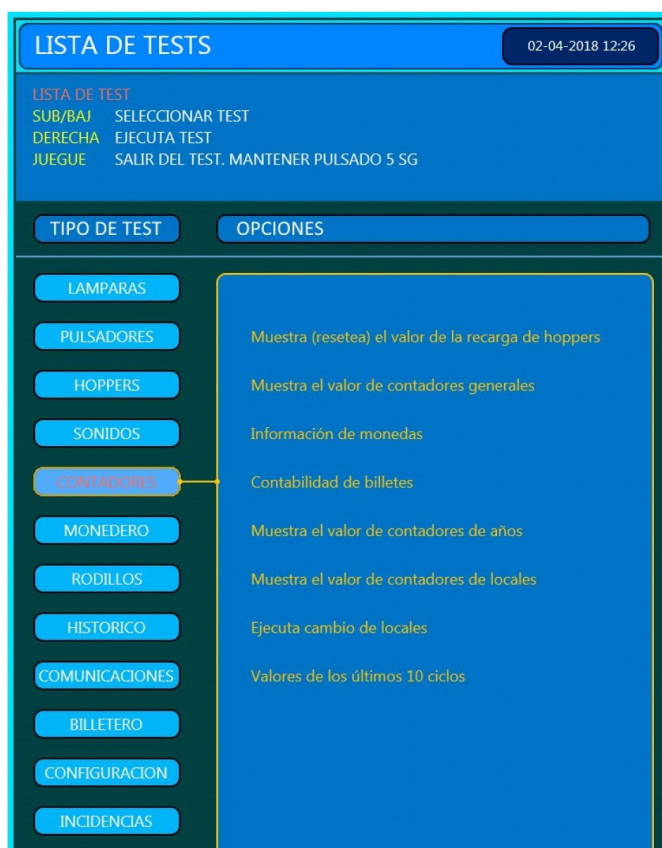 LISTA DE TESTS
02-04-2018 12:26
LISTA DE TEST
SUB/BAJ SELECCIONAR TEST
DERECHA EJECUTA TEST
JUEGUE SALIR DEL TEST. MANTENER PULSADO 5 SG
TIPO DE TEST OPCIONES
LAMPARAS
PULSADORES Muestra (resetea) el valor de la recarga de hoppers
HOPPERS Muestra el valor de contadores generales
SONIDOS Información de monedas
CONTADORES Contabilidad de billetes
MONEDERO Muestra el valor de contadores de años
RODILLOS Muestra el valor de contadores de locales
HISTORICO Ejecuta cambio de locales
COMUNICACIONES Valores de los últimos 10 ciclos
BILLETERO
CONFIGURACION
INCIDENCIAS